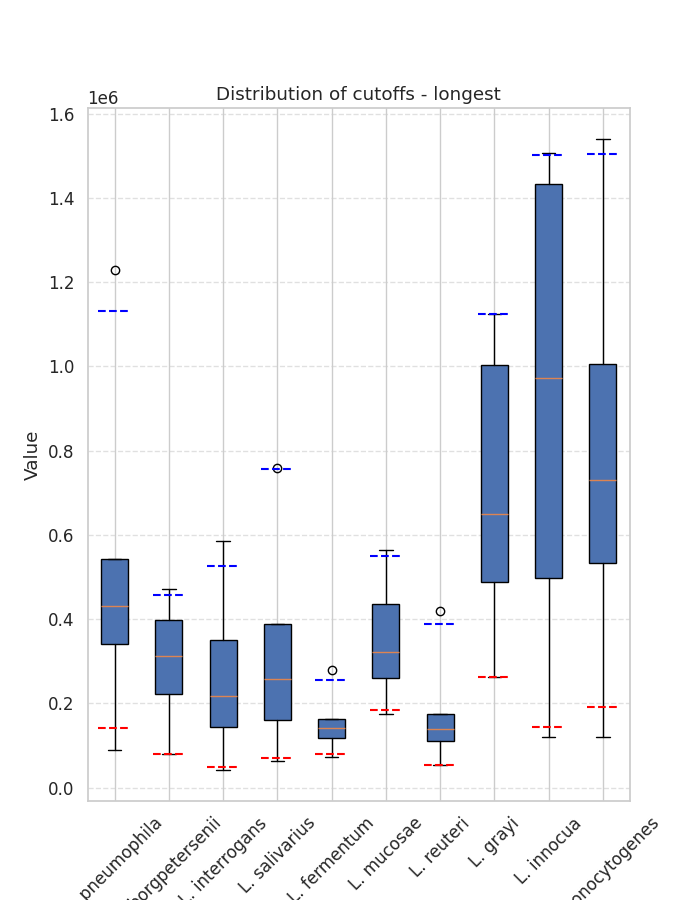 Distribution of cutoffs - longest
1e6
1.6
1.4
1.2
1.0
0.8
0.6
0.4
0.2
0.0
Value
pneumophila
borgpetersenii
L. interrogans
L. salivarius
L. fermentum
L. mucosae
L. reuteri
L. grayi
L. innocua
onocytogenes